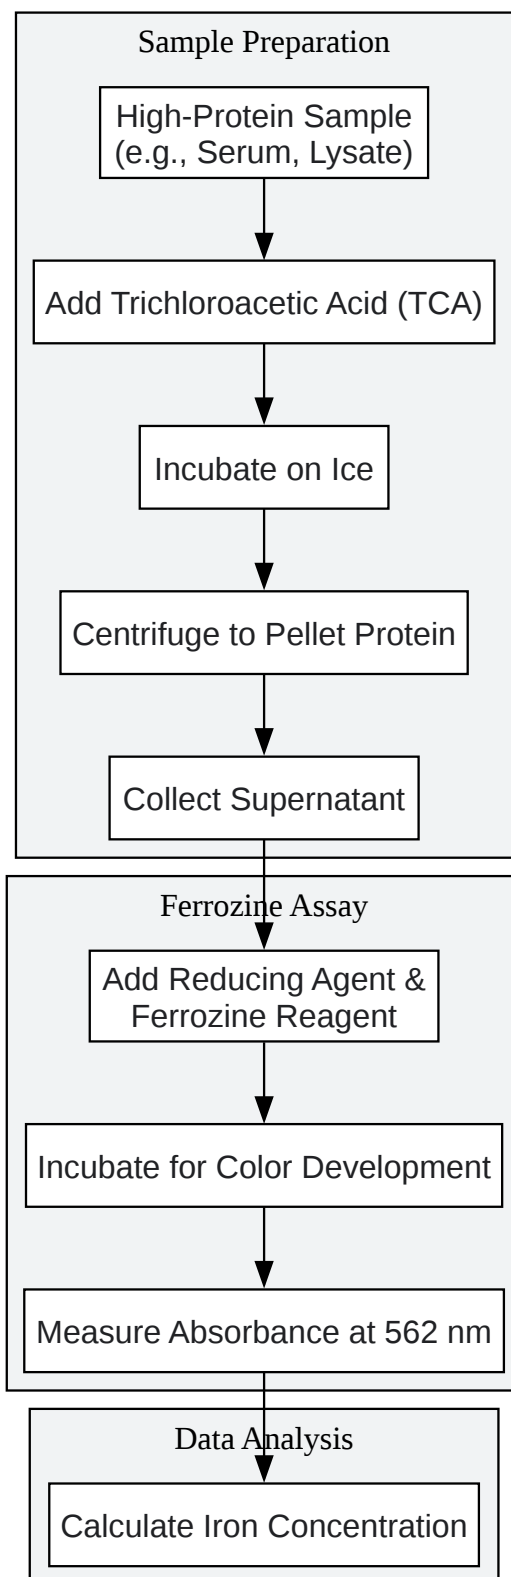 Sample Preparation
High-Protein Sample
(e.g., Serum, Lysate)
Add Trichloroacetic Acid (TCA)
Incubate on Ice
Centrifuge to Pellet Protein
Collect Supernatant
Ferrozine Assay
Add Reducing Agent &
Ferrozine Reagent
Incubate for Color Development
Measure Absorbance at 562 nm
Data Analysis
Calculate Iron Concentration